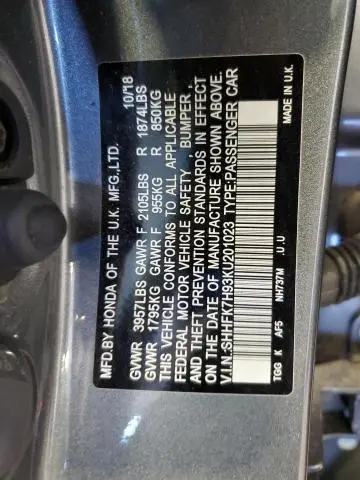 MFD.BY HONDA OF THE U.K. MFG.,LTD. 10/18
GVWR 3957LBS GAWR F 2105LBS R 1874LBS
GVWR 1795KG GAWR F 955KG R 850KG
THIS VEHICLE CONFORMS TO ALL APPLICABLE
FEDERAL MOTOR VEHICLE SAFETY , BUMPER ,
AND THEFT PREVENTION STANDARDS IN EFFECT
ON THE DATE OF MANUFACTURE SHOWN ABOVE.
V.I.N.:SHHFK7H93KU201023 TYPE:PASSENGER CAR
TGG K AF5 NH737M .U.U MADE IN U.K.